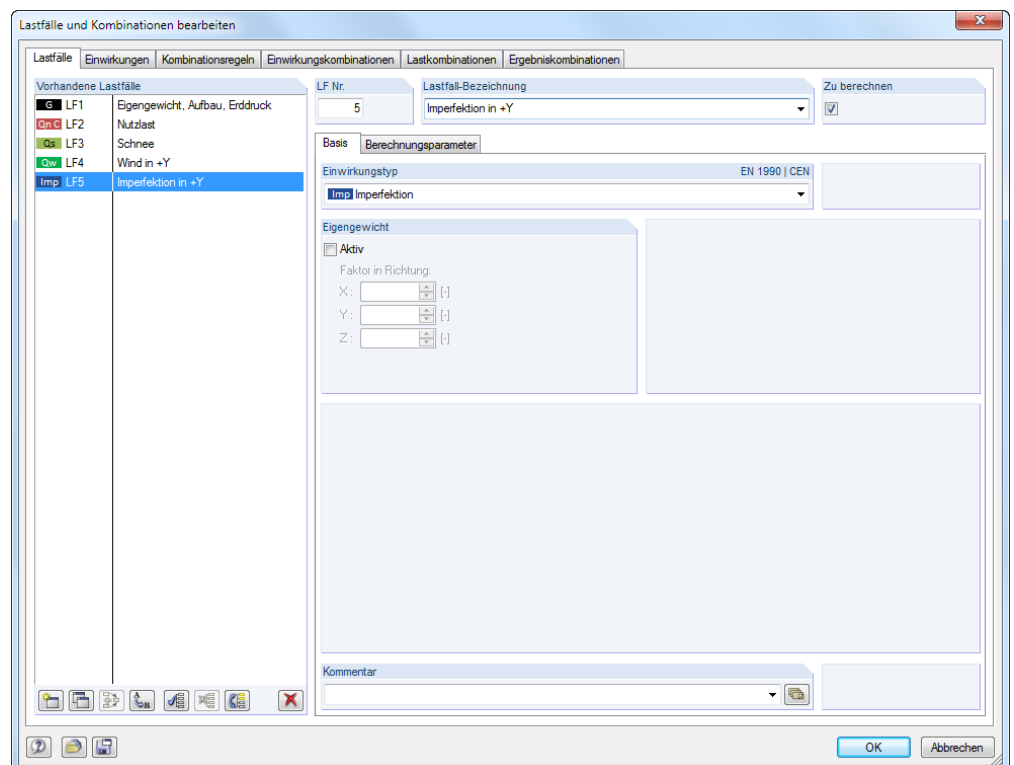 Lastfälle und Kombinationen bearbeiten
Lastfälle Einwirkungen Kombinationsregeln Einwirkungskombinationen Lastkombinationen Ergebniskombinationen
Vorhandene Lastfälle
G LF1 Eigengewicht, Aufbau, Erddruck
Qn C LF2 Nutzlast
Qs LF3 Schnee
Qw LF4 Wind in +Y
Imp LF5 Imperfektion in +Y
LF Nr.
5
Lastfall-Bezeichnung
Imperfektion in +Y
Zu berechnen
Basis Berechnungsparameter
Einwirkungstyp EN 1990 | CEN
Imp Imperfektion
Eigengewicht
Aktiv
Faktor in Richtung:
X: [-]
Y: [-]
Z: [-]
Kommentar
OK Abbrechen